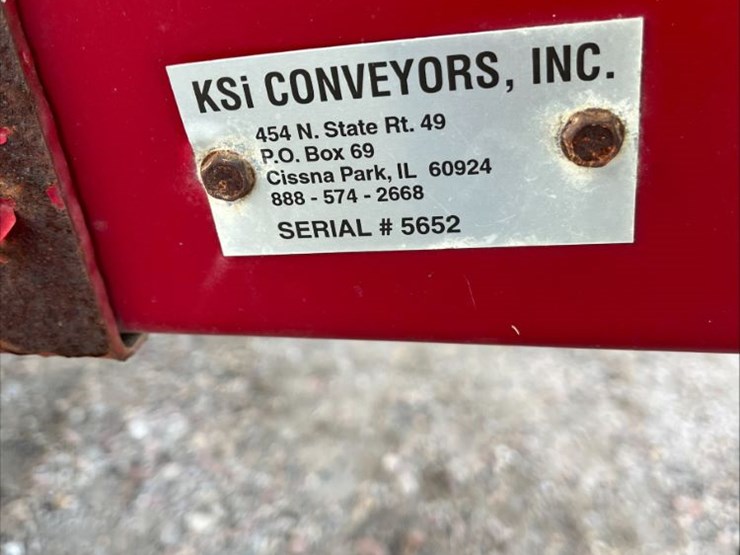 KSi CONVEYORS, INC.
454 N. State Rt. 49
P.O. Box 69
Cissna Park, IL 60924
888 - 574 - 2668
SERIAL # 5652